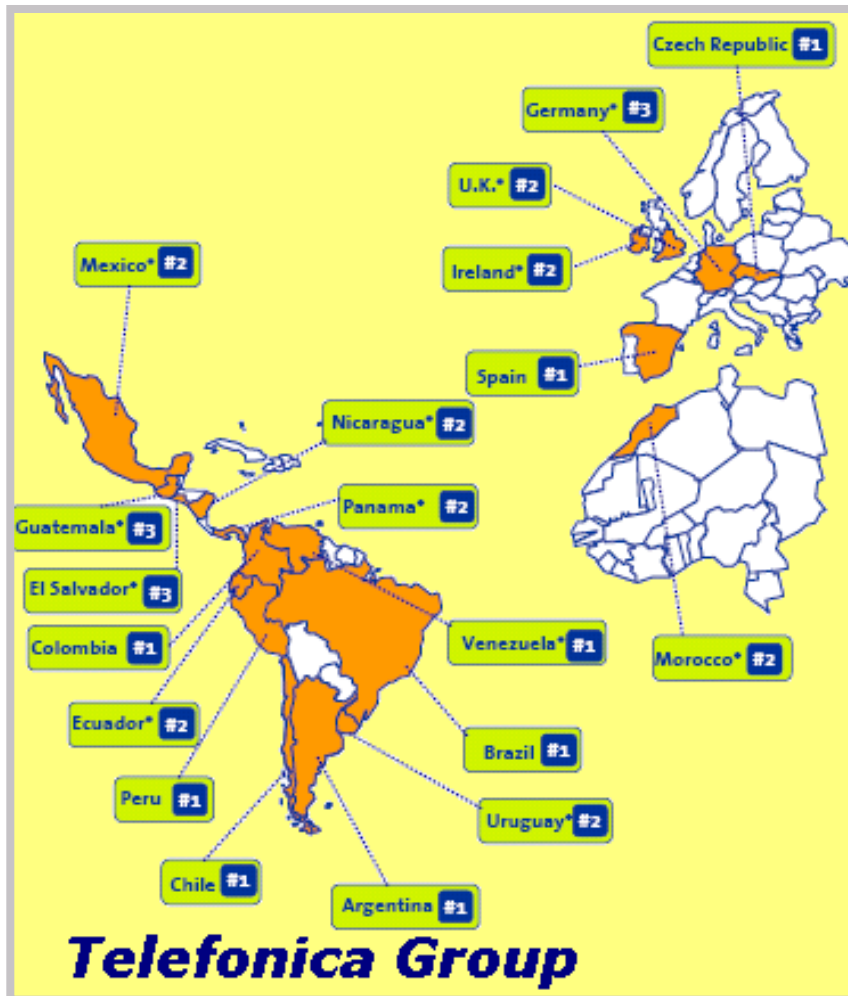 Czech Republic #1
Germany* #3
U.K.* #2
Ireland* #2
Mexico* #2
Spain #1
Nicaragua* #2
Panama* #2
Guatemala* #3
El Salvador* #3
Colombia #1
Venezuela* #1
Morocco* #2
Ecuador* #2
Brazil #1
Peru #1
Uruguay* #2
Chile #1
Argentina #1
Telefonica Group